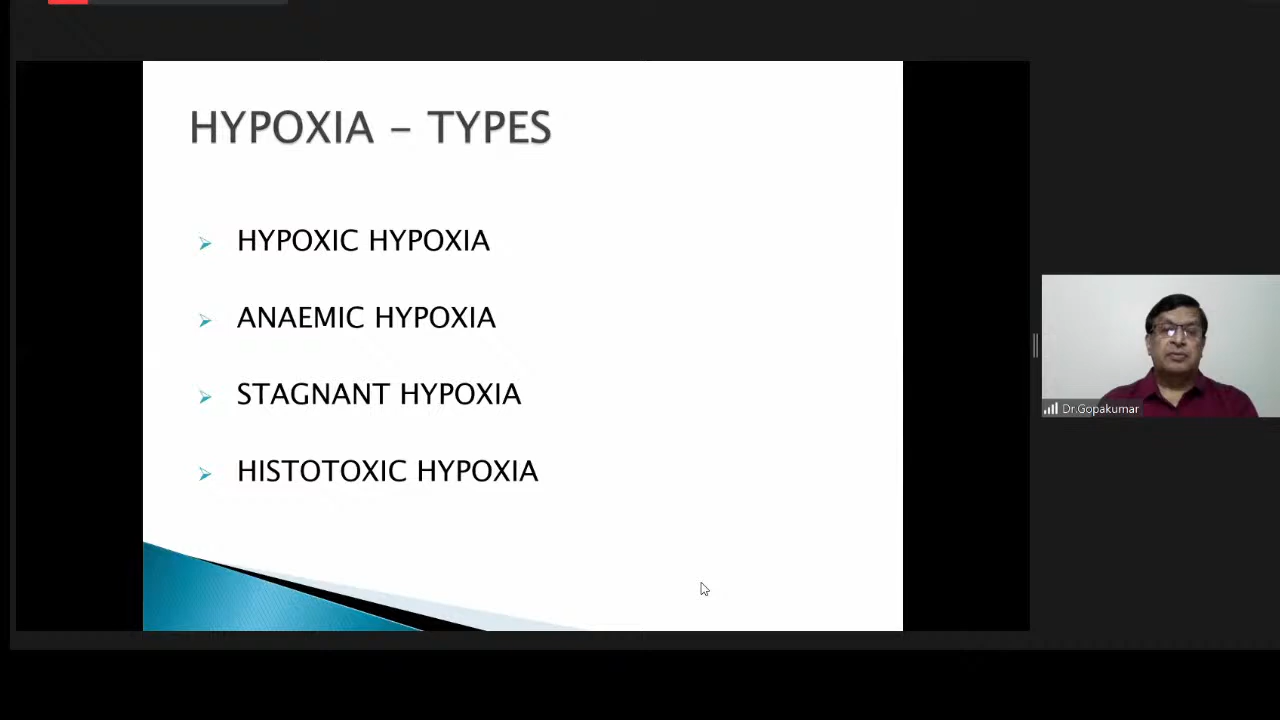 HYPOXIA – TYPES
HYPOXIC HYPOXIA
ANAEMIC HYPOXIA
STAGNANT HYPOXIA
HISTOTOXIC HYPOXIA
Dr.Gopakumar